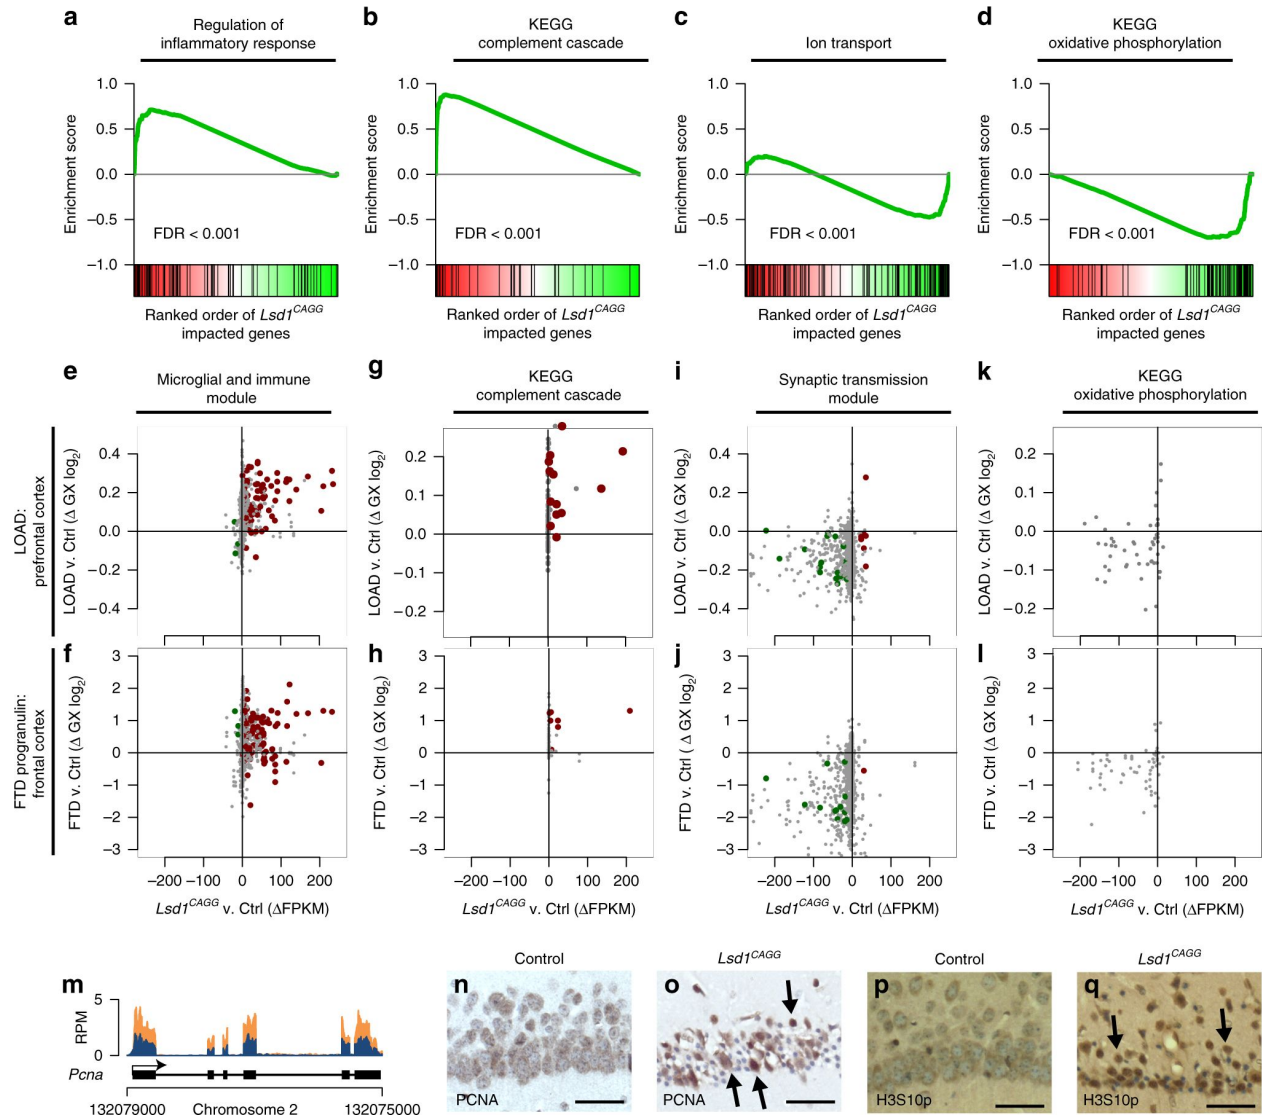 a
Regulation of
inflammatory response
b
KEGG
complement cascade
c
Ion transport
d
KEGG
oxidative phosphorylation
Enrichment score
1.0
0.5
0.0
−0.5
−1.0
FDR < 0.001
Ranked order of Lsd1CAGG
impacted genes
Enrichment score
1.0
0.5
0.0
−0.5
−1.0
FDR < 0.001
Ranked order of Lsd1CAGG
impacted genes
Enrichment score
1.0
0.5
0.0
−0.5
−1.0
FDR < 0.001
Ranked order of Lsd1CAGG
impacted genes
Enrichment score
1.0
0.5
0.0
−0.5
−1.0
FDR < 0.001
Ranked order of Lsd1CAGG
impacted genes
e
Microglial and immune
module
g
KEGG
complement cascade
i
Synaptic transmission
module
k
KEGG
oxidative phosphorylation
LOAD:
prefrontal cortex
LOAD v. Ctrl (Δ GX log2)
0.4
0.2
0.0
−0.2
−0.4
LOAD v. Ctrl (Δ GX log2)
0.2
0.1
0.0
−0.1
−0.2
LOAD v. Ctrl (Δ GX log2)
0.4
0.2
0.0
−0.2
−0.4
LOAD v. Ctrl (Δ GX log2)
0.2
0.1
0.0
−0.1
−0.2
f
h
j
l
FTD progranulin:
frontal cortex
FTD v. Ctrl (Δ GX log2)
3
2
1
0
−1
−2
−3
−200 −100 0 100 200
Lsd1CAGG v. Ctrl (ΔFPKM)
FTD v. Ctrl (Δ GX log2)
3
2
1
0
−1
−2
−3
−200 −100 0 100 200
Lsd1CAGG v. Ctrl (ΔFPKM)
FTD v. Ctrl (Δ GX log2)
3
2
1
0
−1
−2
−3
−200 −100 0 100 200
Lsd1CAGG v. Ctrl (ΔFPKM)
FTD v. Ctrl (Δ GX log2)
3
2
1
0
−1
−2
−3
−200 −100 0 100 200
Lsd1CAGG v. Ctrl (ΔFPKM)
m
RPM
5
0
Pcna
132079000 Chromosome 2 132075000
Control
n
PCNA
Lsd1CAGG
o
PCNA
Control
p
H3S10p
Lsd1CAGG
q
H3S10p